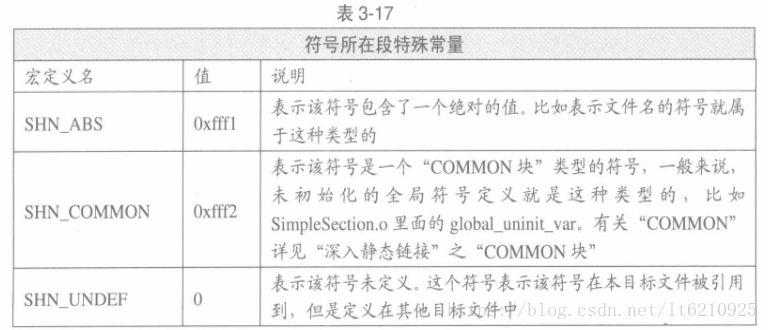 表 3-17
符号所在段特殊常量
宏定义名 值 说明
SHN_ABS 0xfff1 表示该符号包含了一个绝对的值。比如表示文件名的符号就属
于这种类型的
SHN_COMMON 0xfff2 表示该符号是一个“COMMON 块”类型的符号，一般来说，
未初始化的全局符号定义就是这种类型的，比如
SimpleSection.o 里面的 global_uninit_var。有关“COMMON”
详见“深入静态链接”之“COMMON 块”
SHN_UNDEF 0 表示该符号未定义。这个符号表示该符号在本目标文件被引用
到，但是定义在其他目标文件中
/blog.csdn.net/lt6210925